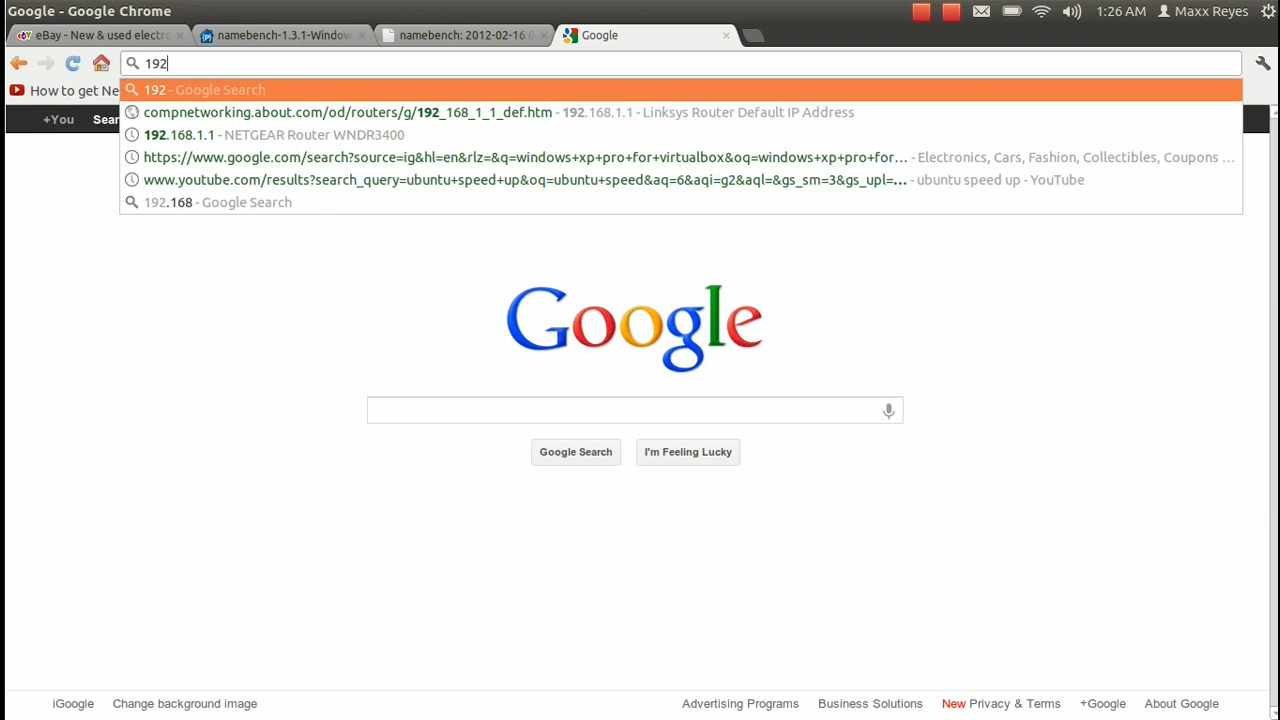 Google - Google Chrome
1:26 AM Maxx Reyes
eBay - New & used electr
namebench-1.3.1-Window
namebench: 2012-02-16 0
Google
192
How to get Ne
192 - Google Search
compnetworking.about.com/od/routers/g/192_168_1_1_def.htm - 192.168.1.1 - Linksys Router Default IP Address
192.168.1.1 - NETGEAR Router WNDR3400
https://www.google.com/search?source=ig&hl=en&rlz=&q=windows+xp+pro+for+virtualbox&oq=windows+xp+pro+for... - Electronics, Cars, Fashion, Collectibles, Coupons ...
www.youtube.com/results?search_query=ubuntu+speed+up&oq=ubuntu+speed&aq=6&aqi=g2&aql=&gs_sm=3&gs_upl=... - ubuntu speed up - YouTube
192.168 - Google Search
+You Sear
Google
Google Search
I'm Feeling Lucky
iGoogle Change background image Advertising Programs Business Solutions New Privacy & Terms +Google About Google